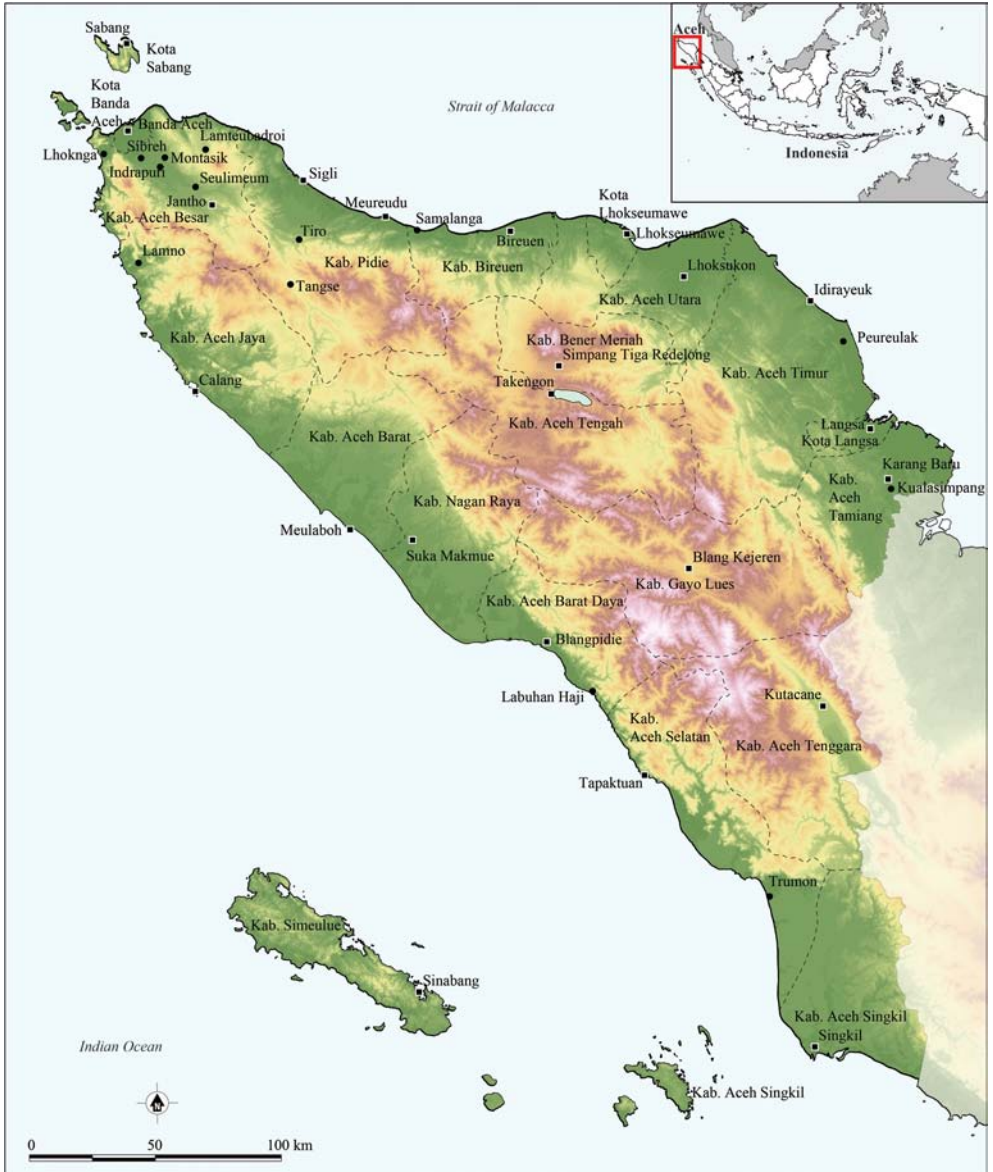 Sabang
Kota
Sabang
Aceh
Kota
Banda
Aceh
Strait of Malacca
Banda Aceh
Lamteubadroi
Sibreh
Lhoknga
Montasik
Indrapuri
Seulimeum
Sigli
Indonesia
Jantho
Kab. Aceh Besar
Meureudu
Samalanga
Kota
Lhokseumawe
Bireuen
Lhokseumawe
Tiro
Lamno
Kab. Pidie
Kab. Bireuen
Lhoksukon
Tangse
Kab. Aceh Utara
Idirayeuk
Kab. Aceh Jaya
Kab. Bener Meriah
Simpang Tiga Redelong
Peureulak
Kab. Aceh Timur
Calang
Takengon
Kab. Aceh Tengah
Langsa
Kota Langsa
Kab. Aceh Barat
Karang Baru
Kualasimpang
Kab.
Aceh
Tamiang
Kab. Nagan Raya
Meulaboh
Suka Makmue
Blang Kejeren
Kab. Gayo Lues
Kab. Aceh Barat Daya
Blangpidie
Labuhan Haji
Kutacane
Kab.
Aceh Selatan
Kab. Aceh Tenggara
Tapaktuan
Trumon
Kab. Simeulue
Sinabang
Kab. Aceh Singkil
Singkil
Indian Ocean
Kab. Aceh Singkil
N
0 50 100 km